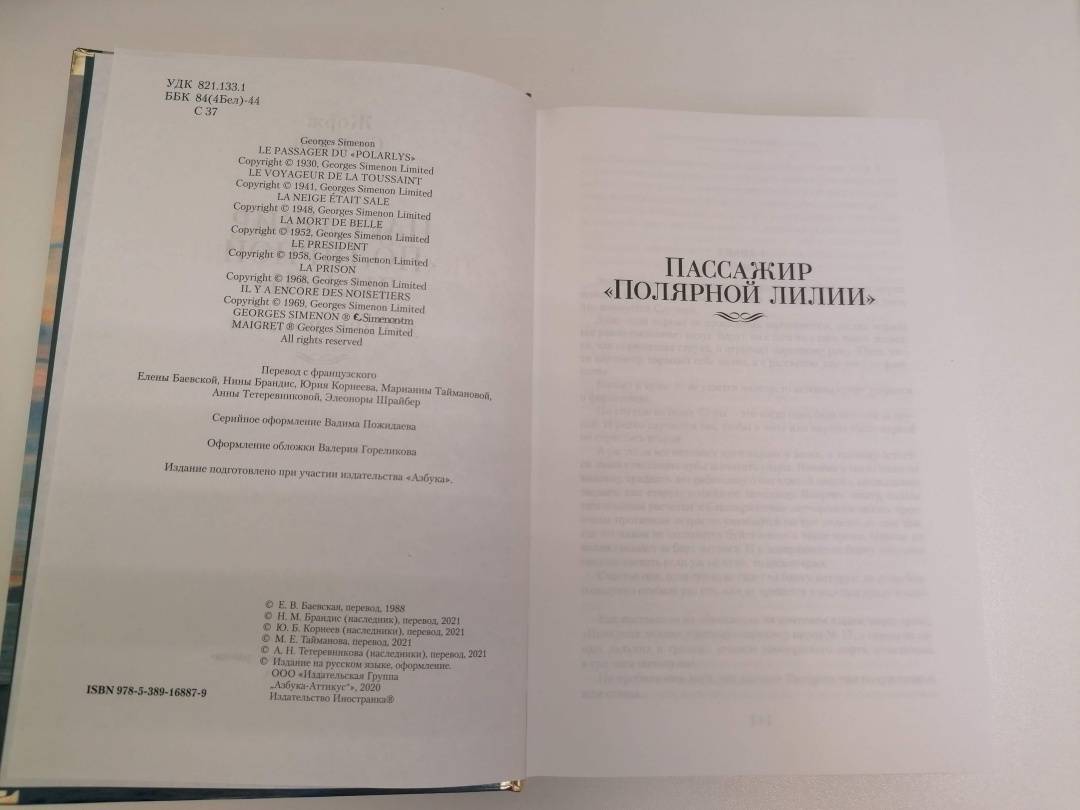 УДК 821.133.1
ББК 84(4Бел)-44
С 37
Georges Simenon
LE PASSAGER DU «POLARLYS»
Copyright © 1930, Georges Simenon Limited
LE VOYAGEUR DE LA TOUSSAINT
Copyright © 1941, Georges Simenon Limited
LA NEIGE ÉTAIT SALE
Copyright © 1948, Georges Simenon Limited
LA MORT DE BELLE
Copyright © 1952, Georges Simenon Limited
LE PRESIDENT
Copyright © 1958, Georges Simenon Limited
LA PRISON
Copyright © 1968, Georges Simenon Limited
IL Y A ENCORE DES NOISETIERS
Copyright © 1969, Georges Simenon Limited
GEORGES SIMENON ® Simenon.tm
MAIGRET ® Georges Simenon Limited
All rights reserved
Перевод с французского
Елены Баевской, Нины Брандис, Юрия Корнеева, Марианны Таймановой,
Анны Тетеревниковой, Элеоноры Шрайбер
Серийное оформление Вадима Пожидаева
Оформление обложки Валерия Гореликова
Издание подготовлено при участии издательства «Азбука».
© Е. В. Баевская, перевод, 1988
© Н. М. Брандис (наследник), перевод, 2021
© Ю. Б. Корнеев (наследники), перевод, 2021
© М. Е. Тайманова, перевод, 2021
© А. Н. Тетеревникова (наследники), перевод, 2021
© Издание на русском языке, оформление.
ООО «Издательская Группа
„Азбука-Аттикус“», 2020
Издательство Иностранка®
ISBN 978-5-389-16887-9
ПАССАЖИР
«ПОЛЯРНОЙ ЛИЛИИ»